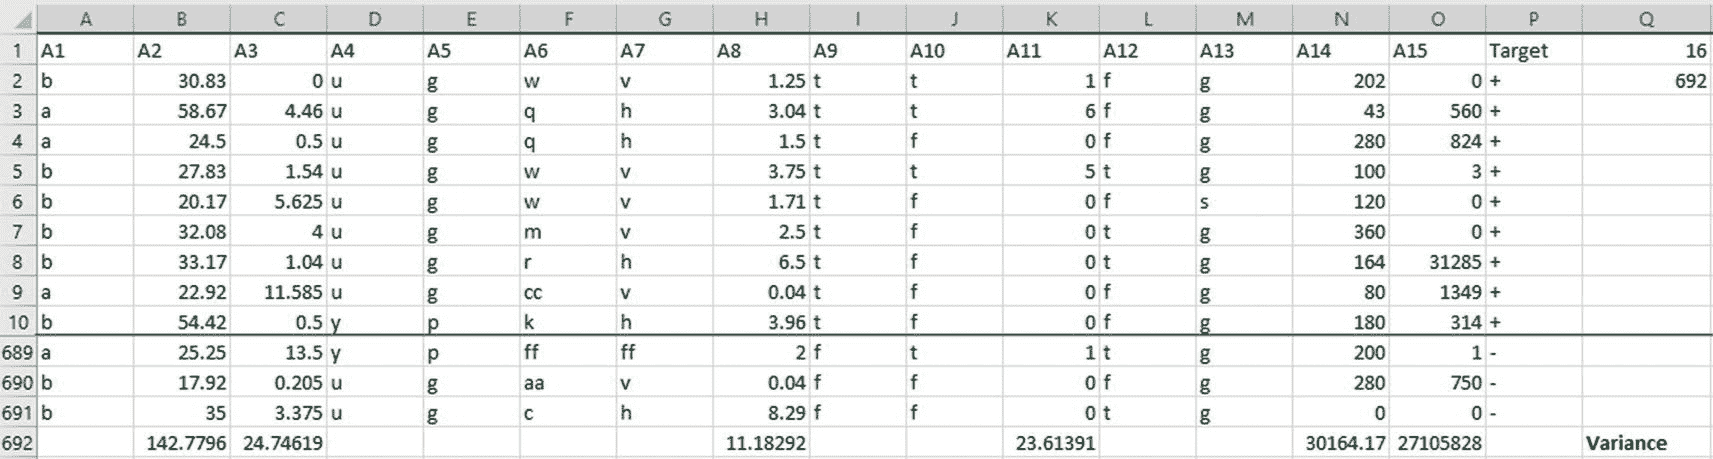 A B C D E F G H I J K L M N O P Q
1 A1 A2 A3 A4 A5 A6 A7 A8 A9 A10 A11 A12 A13 A14 A15 Target 16
2 b 30.83 0 u g w v 1.25 t t 1 f g 202 0 + 692
3 a 58.67 4.46 u g q h 3.04 t t 6 f g 43 560 +
4 a 24.5 0.5 u g q h 1.5 t f 0 f g 280 824 +
5 b 27.83 1.54 u g w v 3.75 t t 5 t g 100 3 +
6 b 20.17 5.625 u g w v 1.71 t f 0 f s 120 0 +
7 b 32.08 4 u g m v 2.5 t f 0 t g 360 0 +
8 b 33.17 1.04 u g r h 6.5 t f 0 t g 164 31285 +
9 a 22.92 11.585 u g cc v 0.04 t f 0 f g 80 1349 +
10 b 54.42 0.5 y p k h 3.96 t f 0 f g 180 314 +
689 a 25.25 13.5 y p ff ff 2 f t 1 t g 200 1 -
690 b 17.92 0.205 u g aa v 0.04 f f 0 f g 280 750 -
691 b 35 3.375 u g c h 8.29 f f 0 t g 0 0 -
692 142.7796 24.74619 11.18292 23.61391 30164.17 27105828 Variance